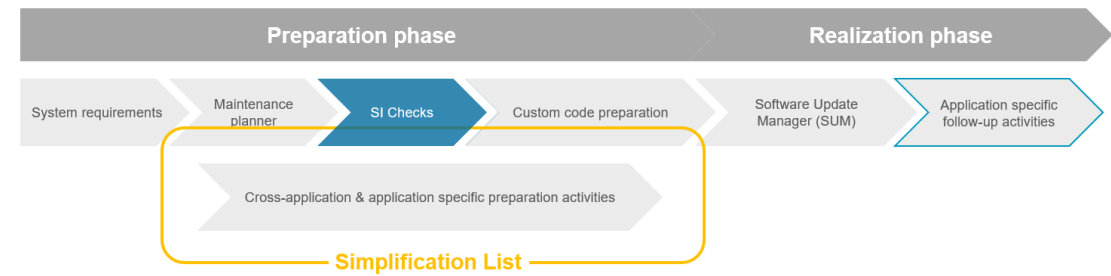 Preparation phase
Realization phase
System requirements
Maintenance
planner
SI Checks
Custom code preparation
Software Update
Manager (SUM)
Application specific
follow-up activities
Cross-application & application specific preparation activities
Simplification List